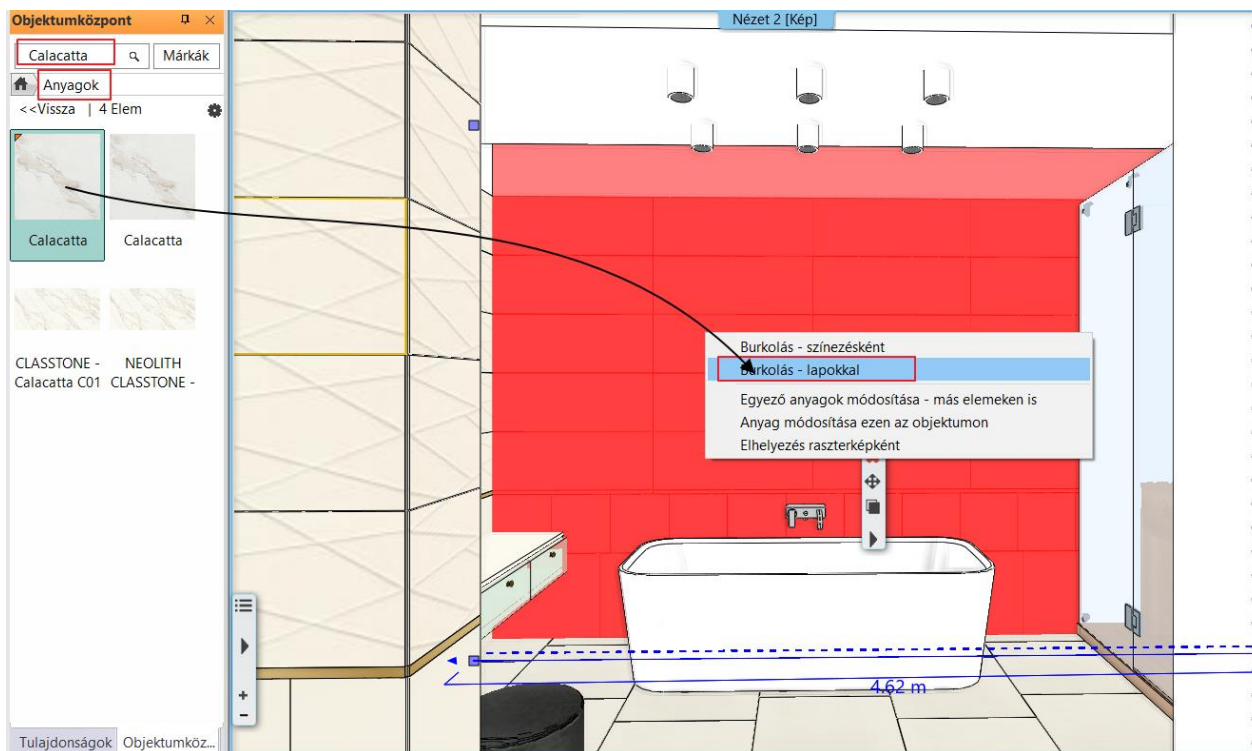 Objektumközpont
Calacatta
Márkák
Anyagok
<<Vissza | 4 Elem
Calacatta
Calacatta
CLASSTONE -
Calacatta C01
NEOLITH
CLASSTONE -
Tulajdonságok
Objektumköz...
Nézet 2 [Kép]
Burkolás - színezésként
Burkolás - lapokkal
Egyező anyagok módosítása - más elemeken is
Anyag módosítása ezen az objektumon
Elhelyezés raszterképként
4.62 m